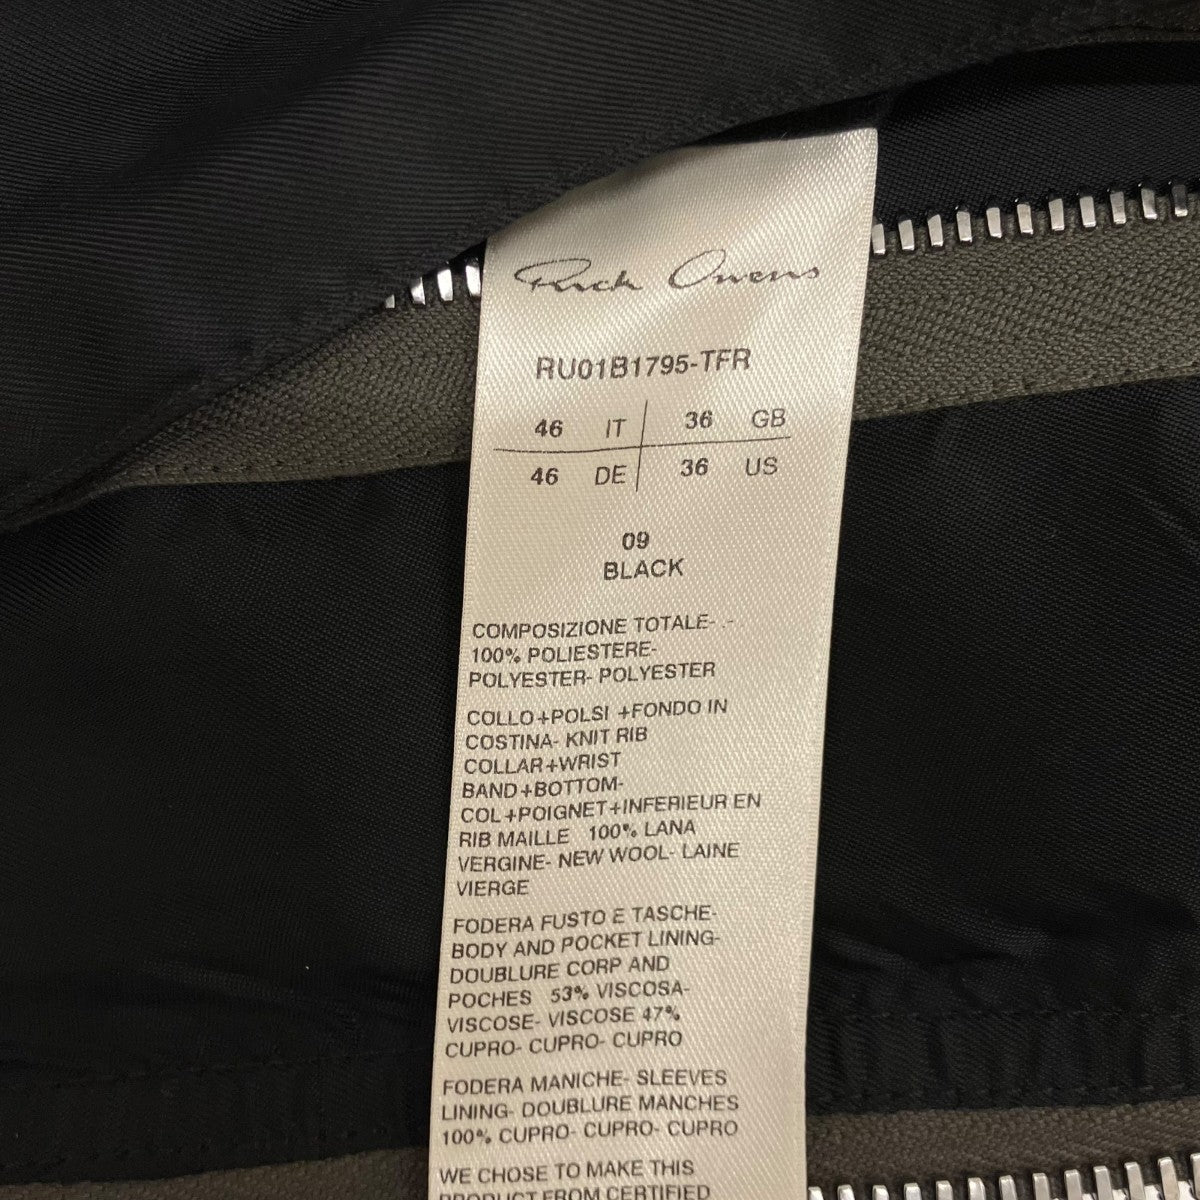 Rick Owens
RU01B1795-TFR
46 IT 36 GB
46 DE 36 US
09
BLACK
COMPOSIZIONE TOTALE- .-
100% POLIESTERE-
POLYESTER- POLYESTER
COLLO+POLSI +FONDO IN
COSTINA- KNIT RIB
COLLAR+WRIST
BAND+BOTTOM-
COL+POIGNET+INFERIEUR EN
RIB MAILLE 100% LANA
VERGINE- NEW WOOL- LAINE
VIERGE
FODERA FUSTO E TASCHE-
BODY AND POCKET LINING-
DOUBLURE CORP AND
POCHES 53% VISCOSA-
VISCOSE- VISCOSE 47%
CUPRO- CUPRO- CUPRO
FODERA MANICHE- SLEEVES
LINING- DOUBLURE MANCHES
100% CUPRO- CUPRO- CUPRO
WE CHOSE TO MAKE THIS
PRODUCT FROM CERTIFIED